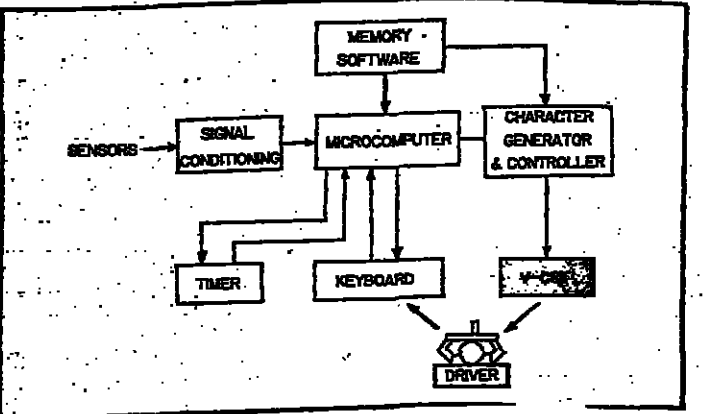 MEMORY
SOFTWARE
CHARACTER
GENERATOR
& CONTROLLER
SIGNAL
CONDITIONING
MICROCOMPUTER
SENSORS
TIMER
KEYBOARD
DRIVER